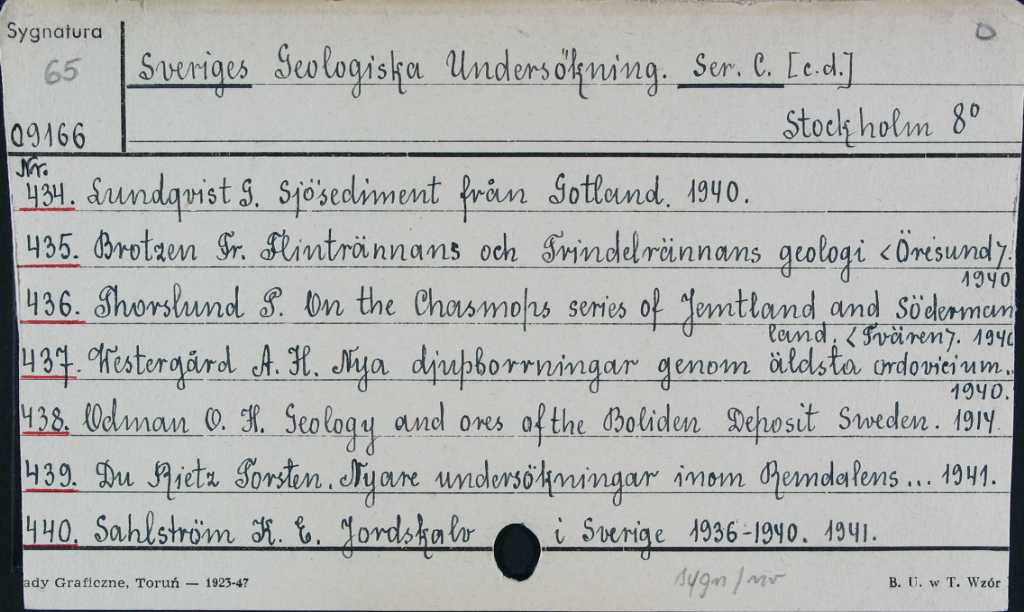 Sygnatura
65
09166
Sveriges Geologiska Undersökning. Ser. C. [c.d.]
Stockholm 8°
Nr.
434. Lundqvist G. Sjösediment från Gotland. 1940.
435. Brotzen Fr. Flintrännans och Trindelrännans geologi <Öresund>.
1940
436. Thorslund P. On the Chasmops series of Jemtland and Söderman
land. <Tvären>. 1940
437. Westergård A. H. Nya djupborrningar genom äldsta ordovicium..
1940.
438. Odman O. H. Geology and ores of the Boliden Deposit Sweden. 1914.
439. Du Rietz Torsten. Nyare undersökningar inom Remdalens... 1941.
440. Sahlström K. E. Jordskalv i Sverige 1936-1940. 1941.
ady Graficzne, Toruń — 1923-47
sygn/nv
B. U. w T. Wzór